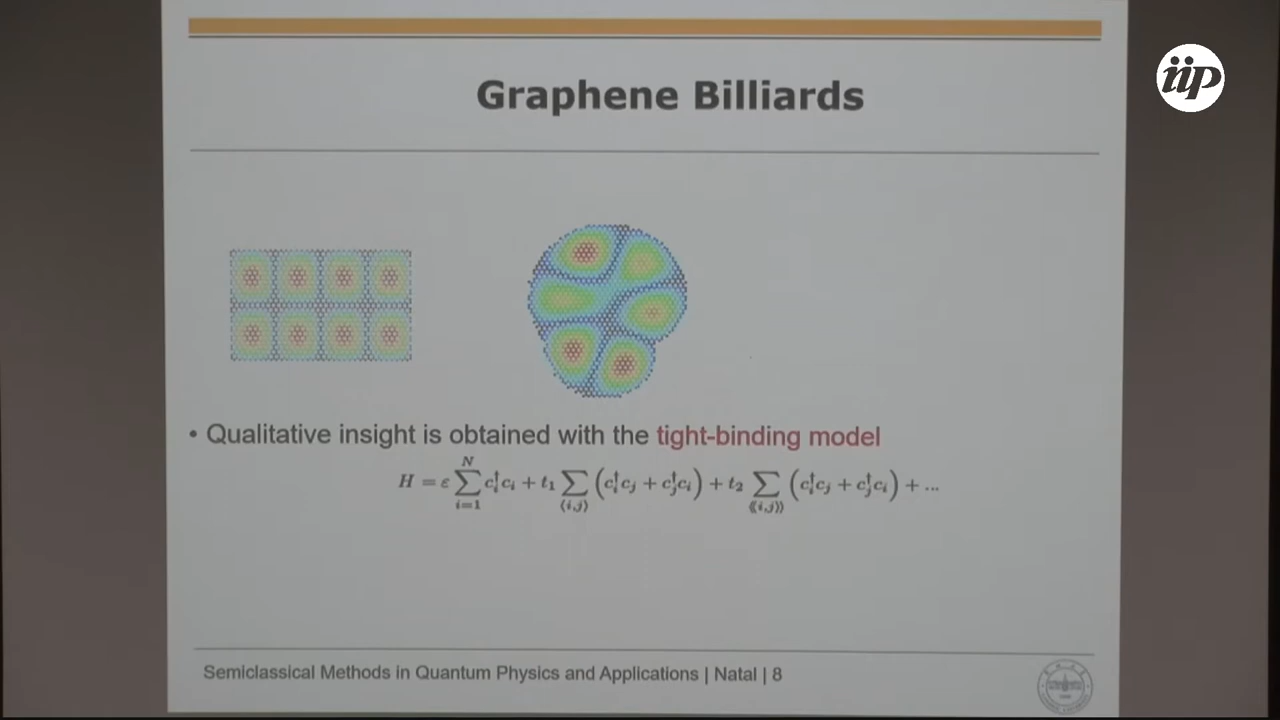 iip
Graphene Billiards
• Qualitative insight is obtained with the tight-binding model
H = ε ∑_{i=1}^{N} c_i^† c_i + t_1 ∑_{⟨i,j⟩} (c_i^† c_j + c_j^† c_i) + t_2 ∑_{⟪i,j⟫} (c_i^† c_j + c_j^† c_i) + ...
Semiclassical Methods in Quantum Physics and Applications | Natal | 8